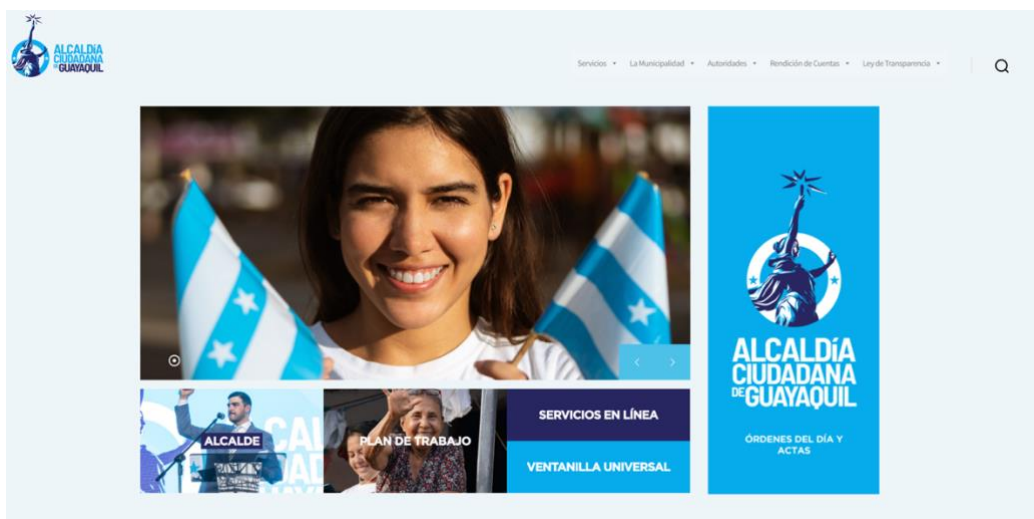 ALCALDÍA
CIUDADANA
DE GUAYAQUIL
Servicios La Municipalidad Autoridades Rendición de Cuentas Ley de Transparencia
ALCALDE
PLAN DE TRABAJO
SERVICIOS EN LÍNEA
VENTANILLA UNIVERSAL
ALCALDÍA
CIUDADANA
DE GUAYAQUIL
ÓRDENES DEL DÍA Y
ACTAS